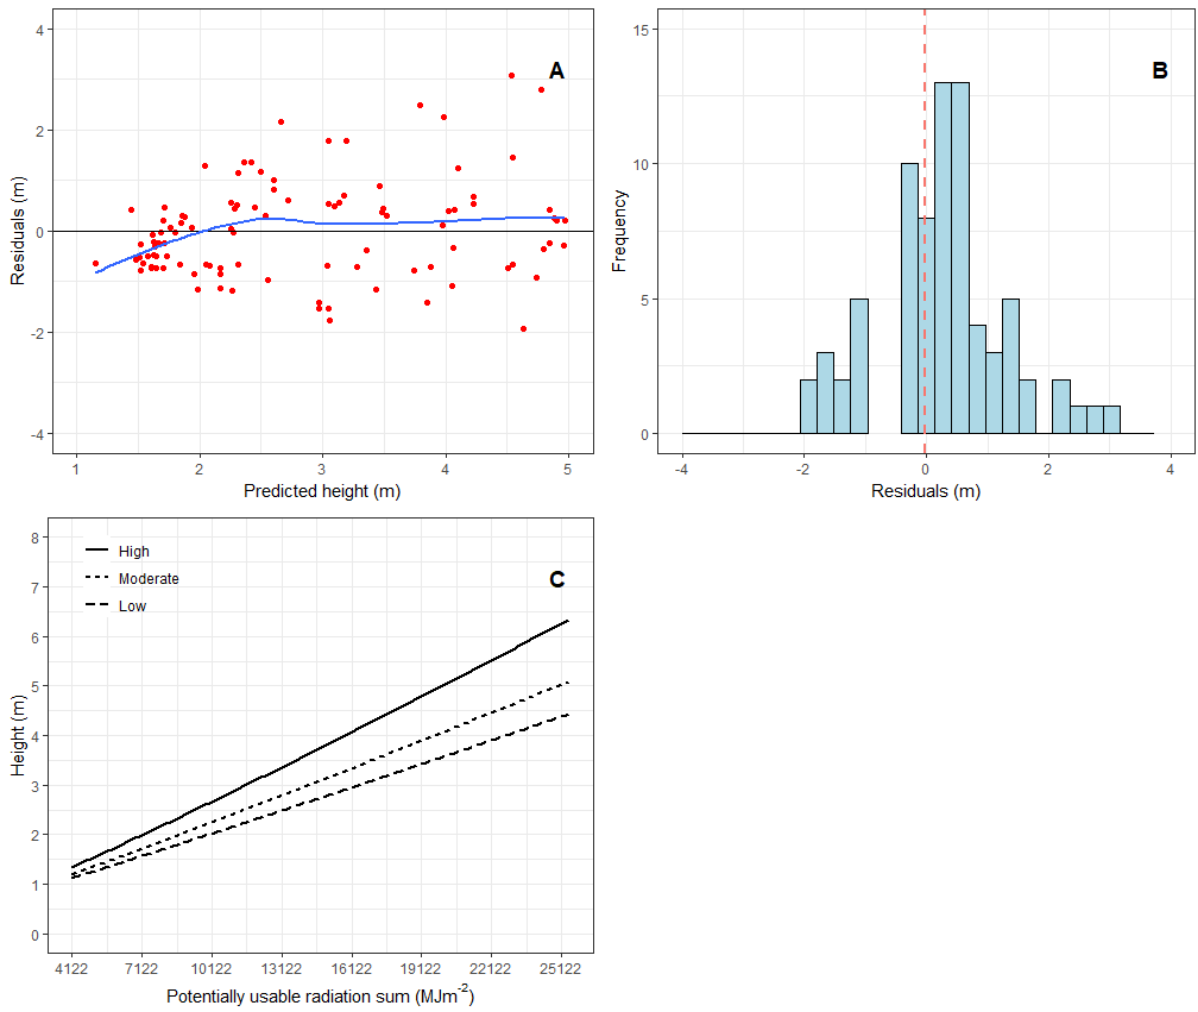 4
2
0
-2
-4
Residuals (m)
A
1 2 3 4 5
Predicted height (m)
15
10
5
0
Frequency
B
-4 -2 0 2 4
Residuals (m)
8
7
6
5
4
3
2
1
0
Height (m)
High
Moderate
Low
C
4122 7122 10122 13122 16122 19122 22122 25122
Potentially usable radiation sum (MJm⁻²)